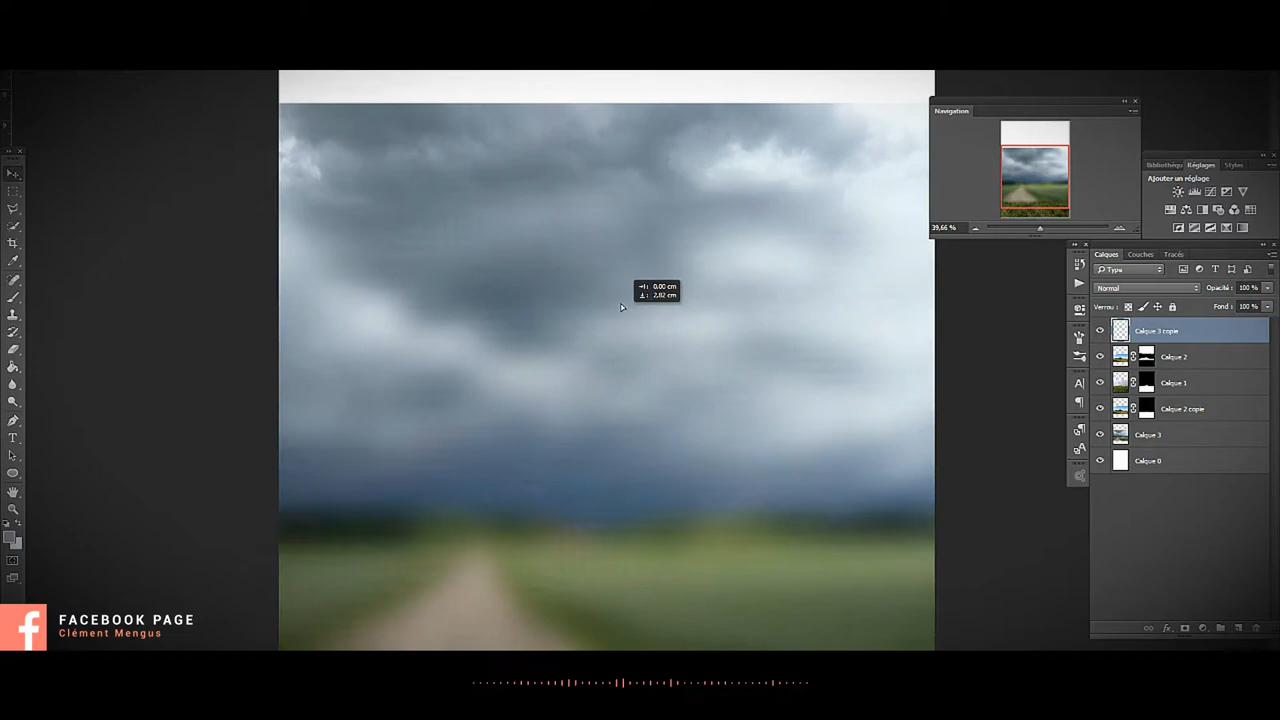 Navigation
39,66 %
Bibliothèqu
Réglages
Styles
Ajouter un réglage
→I: 0,00 cm
2,82 cm
Calques
Couches
Tracés
Type
Normal
Opacité : 100 %
Verrou :
Fond : 100 %
Calque 3 copie
Calque 2
Calque 1
Calque 2 copie
Calque 3
Calque 0
FACEBOOK PAGE
Clément Mengus